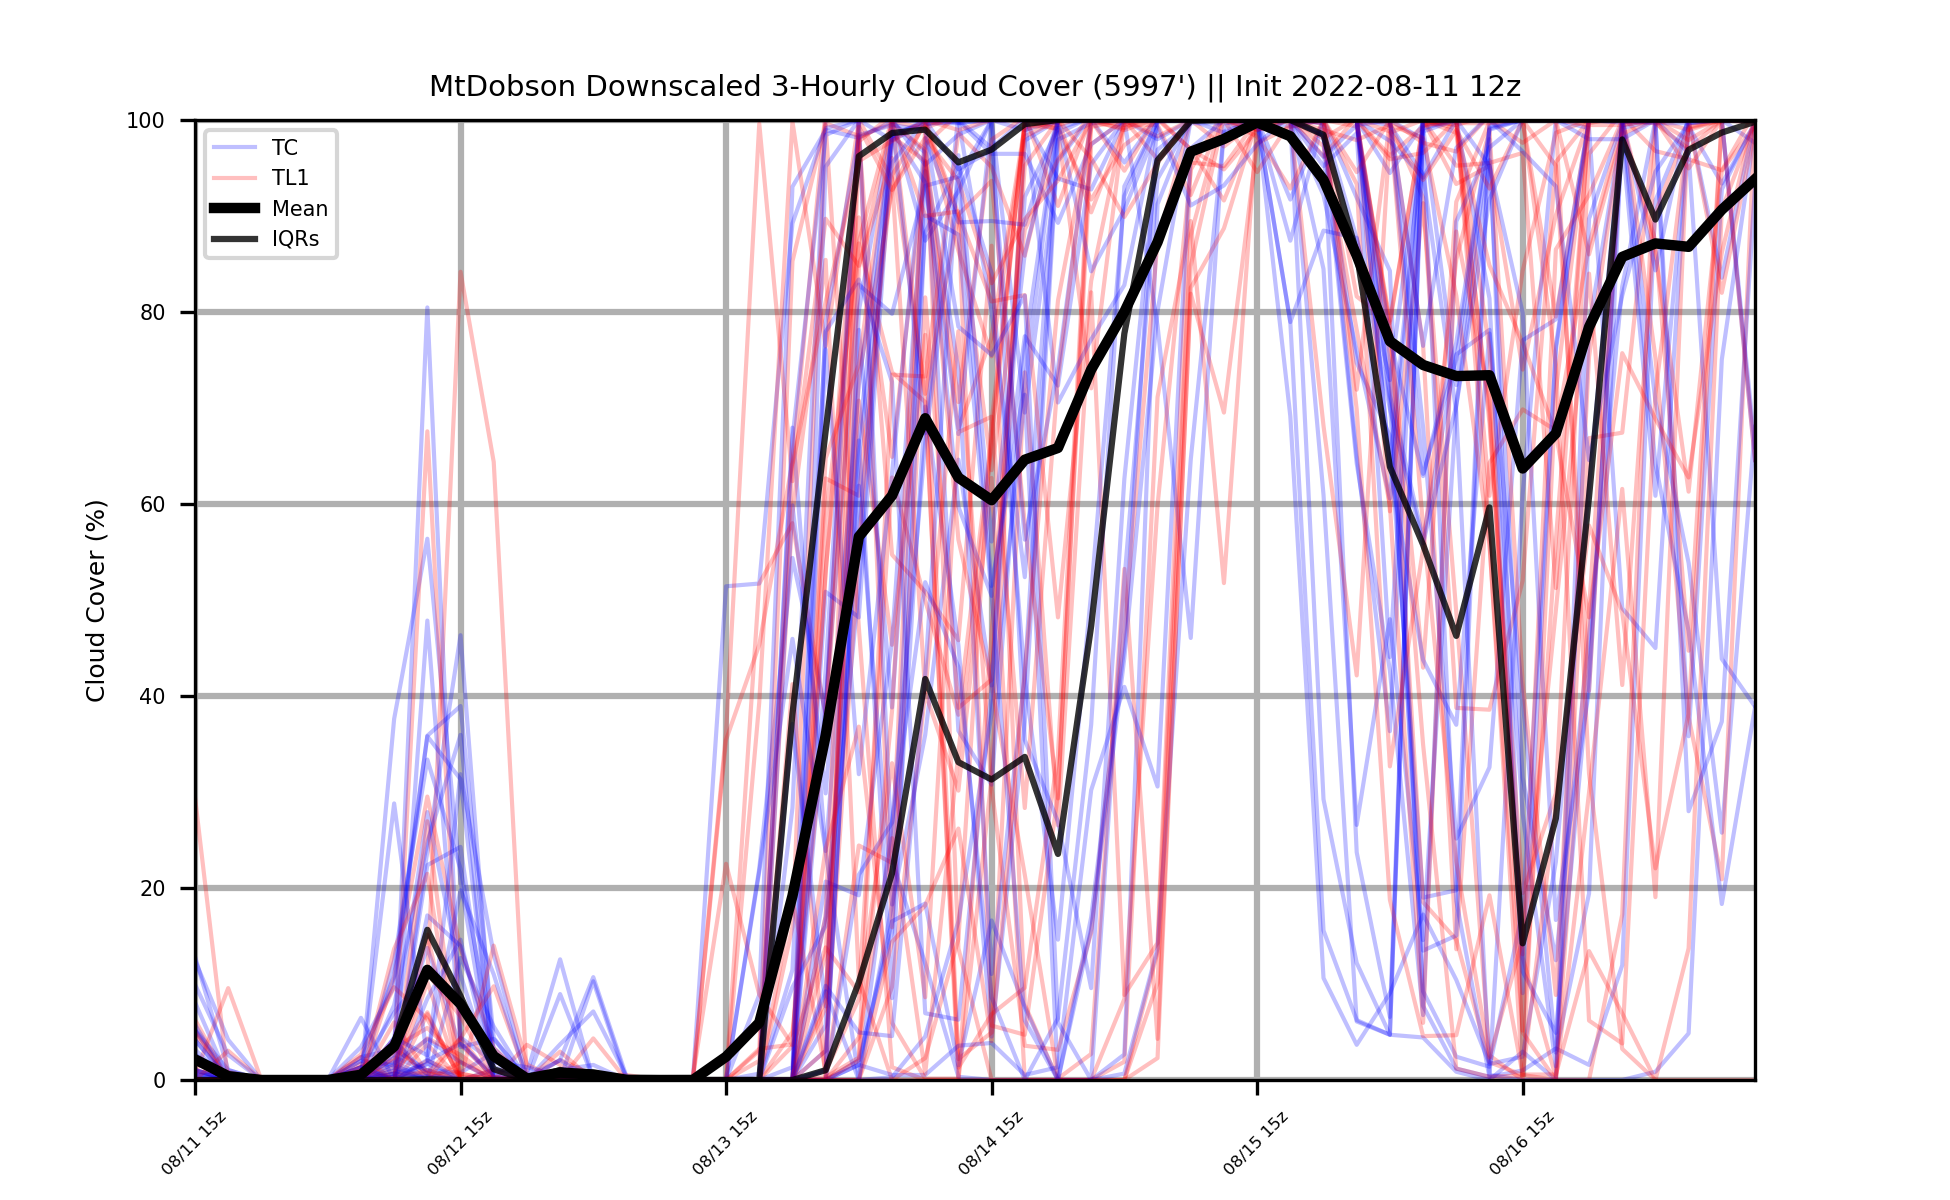 MtDobson Downscaled 3-Hourly Cloud Cover (5997') || Init 2022-08-11 12z
TC
TL1
Mean
IQRs
Cloud Cover (%)
100
80
60
40
20
0
08/11 15z
08/12 15z
08/13 15z
08/14 15z
08/15 15z
08/16 15z